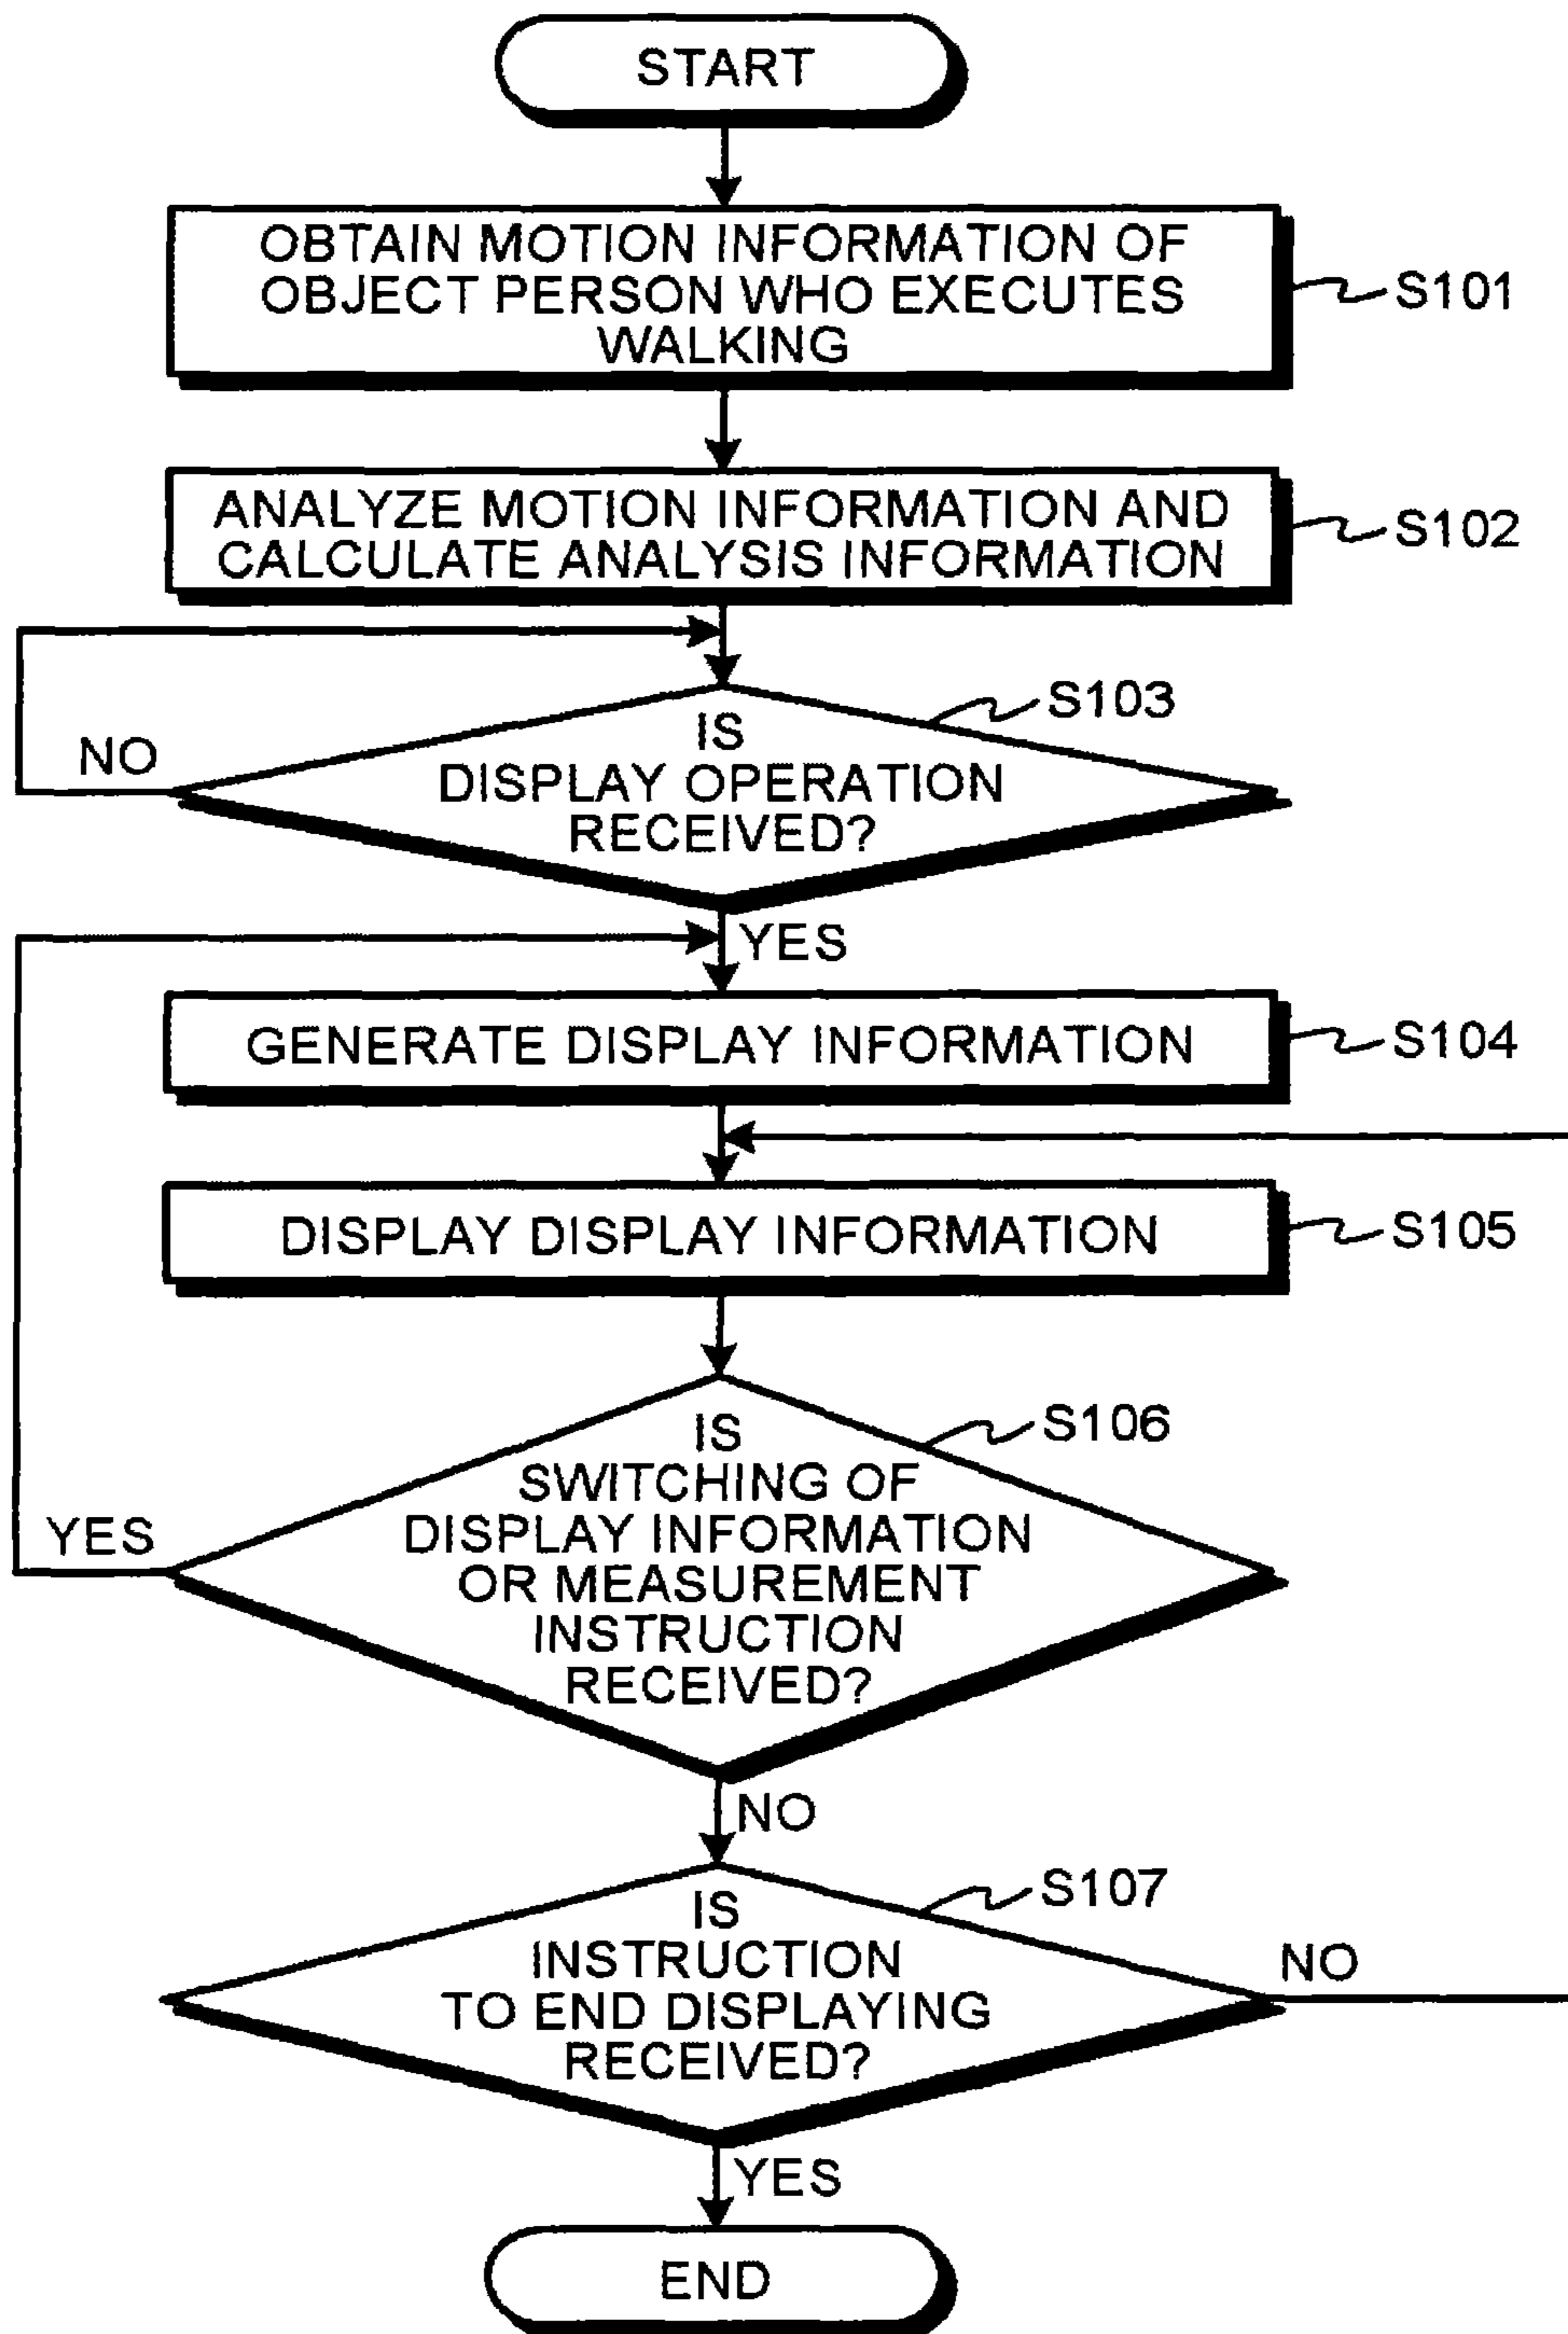 START
OBTAIN MOTION INFORMATION OF
OBJECT PERSON WHO EXECUTES
WALKING
S101
ANALYZE MOTION INFORMATION AND
CALCULATE ANALYSIS INFORMATION
S102
S103
IS
DISPLAY OPERATION
RECEIVED?
NO
YES
GENERATE DISPLAY INFORMATION
S104
DISPLAY DISPLAY INFORMATION
S105
S106
IS
SWITCHING OF
DISPLAY INFORMATION
OR MEASUREMENT
INSTRUCTION
RECEIVED?
YES
NO
S107
IS
INSTRUCTION
TO END DISPLAYING
RECEIVED?
NO
YES
END